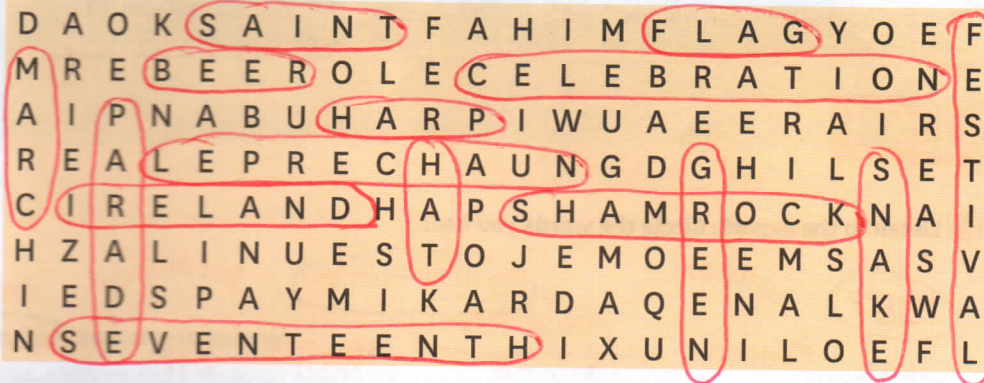 D A O K S A I N T F A H I M F L A G Y O E F
M R E B E E R O L E C E L E B R A T I O N E
A I P N A B U H A R P I W U A E E R A I R S
R E A L E P R E C H A U N G D G H I L S E T
C I R E L A N D H A P S H A M R O C K N A I
H Z A L I N U E S T O J E M O E E M S A S V
I E D S P A Y M I K A R D A Q E N A L K W A
N S E V E N T E E N T H I X U N I L O E F L